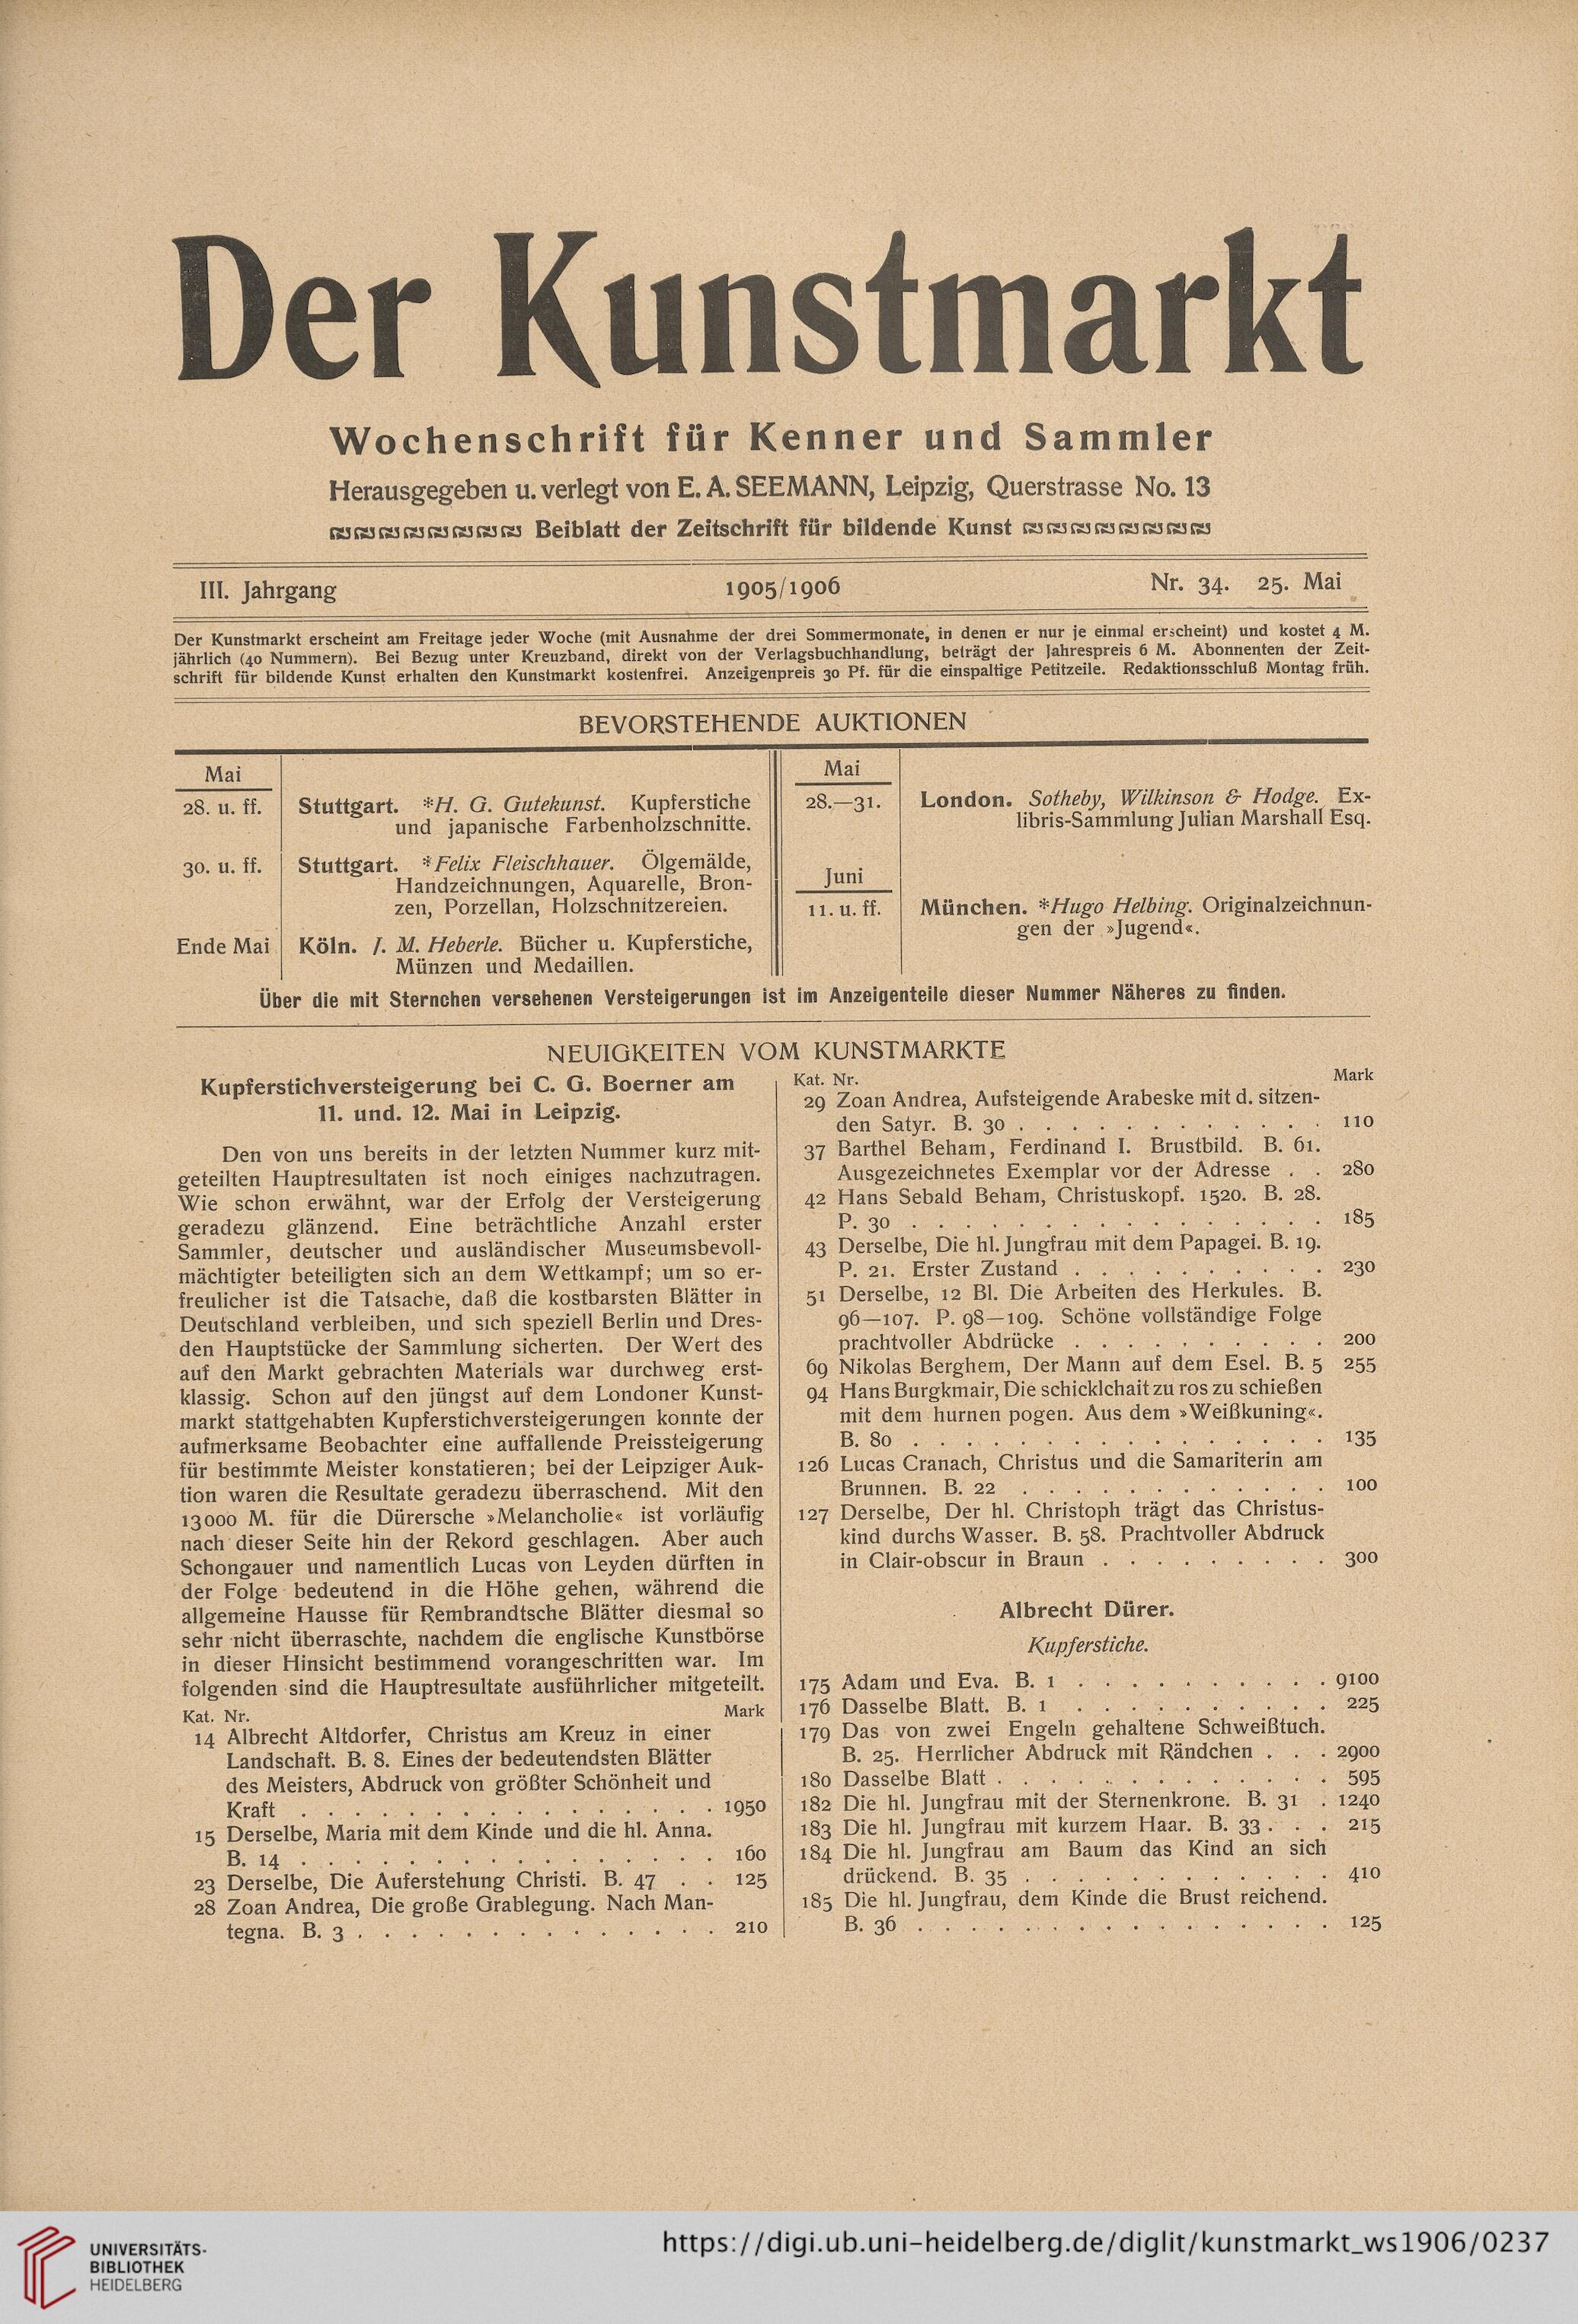 Der Kunstmarkt
Wochenschrift für Kenner und Sammler
Herausgegeben u. verlegt von E. A. SEEMANN, Leipzig, Querstrasse No. 13
Beiblatt der Zeitschrift für bildende Kunst
III. Jahrgang 1905/1906 Nr. 34. 25. Mai
Der Kunstmarkt erscheint am Freitage jeder Woche (mit Ausnahme der drei Sommermonate, in denen er nur je einmal erscheint) und kostet 4 M.
jährlich (40 Nummern). Bei Bezug unter Kreuzband, direkt von der Verlagsbuchhandlung, beträgt der Jahrespreis 6 M. Abonnenten der Zeit-
schrift für bildende Kunst erhalten den Kunstmarkt kostenfrei. Anzeigenpreis 30 Pf. für die einspaltige Petitzeile. Redaktionsschluß Montag früh.
BEVORSTEHENDE AUKTIONEN
Mai
28. u. ff. Stuttgart. *H. G. Gutekunst. Kupferstiche
und japanische Farbenholzschnitte.
30. u. ff. Stuttgart. *Felix Fleischhauer. Ölgemälde,
Handzeichnungen, Aquarelle, Bron-
zen, Porzellan, Holzschnitzereien.
Ende Mai Köln. J. M. Heberle. Bücher u. Kupferstiche,
Münzen und Medaillen.
Mai
28.—31. London. Sotheby, Wilkinson & Hodge. Ex-
libris-Sammlung Julian Marshall Esq.
Juni
11. u. ff. München. *Hugo Helbing. Originalzeichnun-
gen der »Jugend«.
Über die mit Sternchen versehenen Versteigerungen ist im Anzeigenteile dieser Nummer Näheres zu finden.
NEUIGKEITEN VOM KUNSTMARKTE
Kupferstichversteigerung bei C. G. Boerner am
11. und. 12. Mai in Leipzig.
Den von uns bereits in der letzten Nummer kurz mit-
geteilten Hauptresultaten ist noch einiges nachzutragen.
Wie schon erwähnt, war der Erfolg der Versteigerung
geradezu glänzend. Eine beträchtliche Anzahl erster
Sammler, deutscher und ausländischer Museumsbevoll-
mächtigter beteiligten sich an dem Wettkampf; um so er-
freulicher ist die Tatsache, daß die kostbarsten Blätter in
Deutschland verbleiben, und sich speziell Berlin und Dres-
den Hauptstücke der Sammlung sicherten. Der Wert des
auf den Markt gebrachten Materials war durchweg erst-
klassig. Schon auf den jüngst auf dem Londoner Kunst-
markt stattgehabten Kupferstichversteigerungen konnte der
aufmerksame Beobachter eine auffallende Preissteigerung
für bestimmte Meister konstatieren; bei der Leipziger Auk-
tion waren die Resultate geradezu überraschend. Mit den
13000 M. für die Dürersche »Melancholie« ist vorläufig
nach dieser Seite hin der Rekord geschlagen. Aber auch
Schongauer und namentlich Lucas von Leyden dürften in
der Folge bedeutend in die Höhe gehen, während die
allgemeine Hausse für Rembrandtsche Blätter diesmal so
sehr nicht überraschte, nachdem die englische Kunstbörse
in dieser Hinsicht bestimmend vorangeschritten war. Im
folgenden sind die Hauptresultate ausführlicher mitgeteilt.
Kat. Nr. Mark
14 Albrecht Altdorfer, Christus am Kreuz in einer
Landschaft. B. 8. Eines der bedeutendsten Blätter
des Meisters, Abdruck von größter Schönheit und
Kraft . . . . . . . . . . . . . . . . 1950
15 Derselbe, Maria mit dem Kinde und die hl. Anna.
B. 14 . . . . . . . . . . . . . . . . 160
23 Derselbe, Die Auferstehung Christi. B. 47 . . 125
28 Zoan Andrea, Die große Grablegung. Nach Man-
tegna. B. 3 . . . . . . . . . . . . . . 210
Kat. Nr. Mark
29 Zoan Andrea, Aufsteigende Arabeske mit d. sitzen-
den Satyr. B. 30 . . . . . . . . . . . . 110
37 Barthel Beham, Ferdinand I. Brustbild. B. 61.
Ausgezeichnetes Exemplar vor der Adresse . . 280
42 Hans Sebald Beham, Christuskopf. 1520. B. 28.
P. 30 . . . . . . . . . . . . . . . . 185
43 Derselbe, Die hl. Jungfrau mit dem Papagei. B. 19.
P. 21. Erster Zustand . . . . . . . . . . 230
51 Derselbe, 12 Bl. Die Arbeiten des Herkules. B.
96—107. P. 98—109. Schöne vollständige Folge
prachtvoller Abdrücke . . . . . . . . . . 200
69 Nikolas Berghem, Der Mann auf dem Esel. B. 5 255
94 Hans Burgkmair, Die schicklchait zu ros zu schießen
mit dem hurnen pogen. Aus dem »Weißkuning«.
B. 80 . . . . . . . . . . . . . . . . 135
126 Lucas Cranach, Christus und die Samariterin am
Brunnen. B. 22 . . . . . . . . . . . . 100
127 Derselbe, Der hl. Christoph trägt das Christus-
kind durchs Wasser. B. 58. Prachtvoller Abdruck
in Clair-obscur in Braun . . . . . . . . . 300
Albrecht Dürer.
Kupferstiche.
175 Adam und Eva. B. 1 . . . . . . . . . . 9100
176 Dasselbe Blatt. B. 1 . . . . . . . . . . 225
179 Das von zwei Engeln gehaltene Schweißtuch.
B. 25. Herrlicher Abdruck mit Rändchen . . . 2900
180 Dasselbe Blatt . . . . . . . . . . . . . 595
182 Die hl. Jungfrau mit der Sternenkrone. B. 31 . 1240
183 Die hl. Jungfrau mit kurzem Haar. B. 33 . . . 215
184 Die hl. Jungfrau am Baum das Kind an sich
drückend. B. 35 . . . . . . . . . . . . 410
185 Die hl. Jungfrau, dem Kinde die Brust reichend.
B. 36 . . . . . . . . . . . . . . . . 125
UNIVERSITÄTS-
BIBLIOTHEK
HEIDELBERG
https://digi.ub.uni-heidelberg.de/diglit/kunstmarkt_ws1906/0237